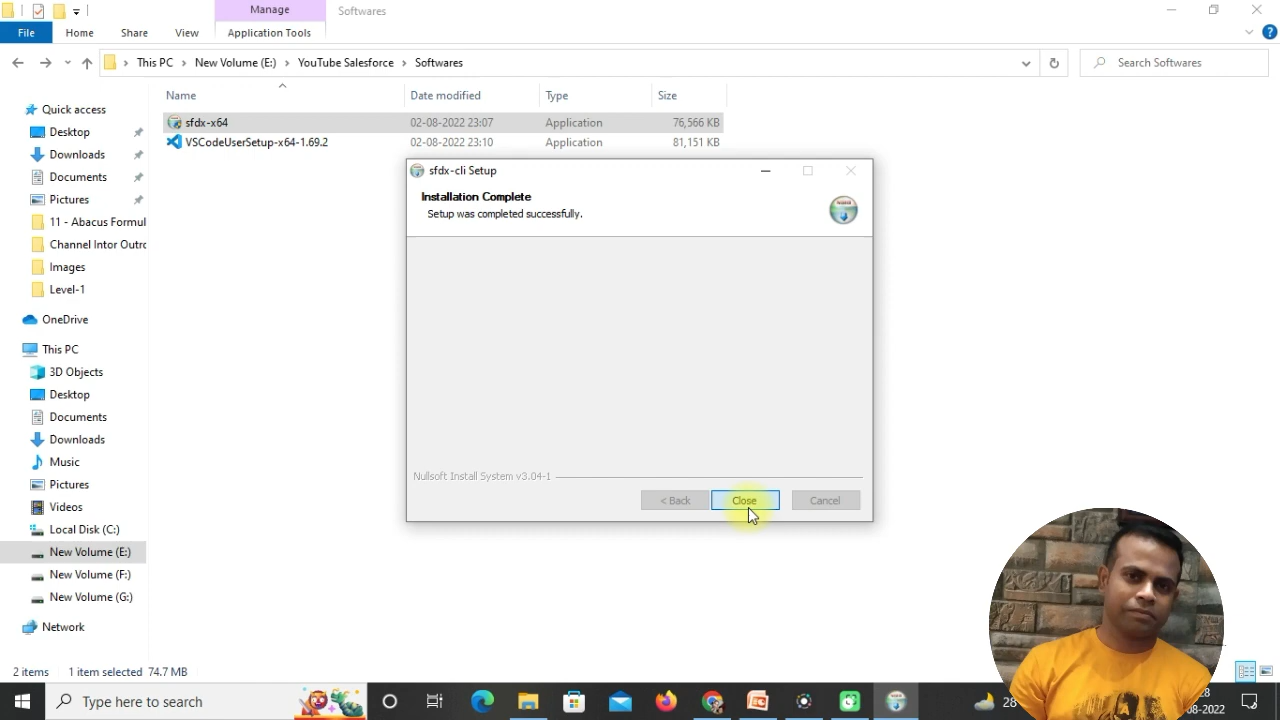 Manage
Softwares
File
Home
Share
View
Application Tools
This PC
New Volume (E:)
YouTube Salesforce
Softwares
Search Softwares
Name
Date modified
Type
Size
Quick access
sfdx-x64
02-08-2022 23:07
Application
76,566 KB
Desktop
VSCodeUserSetup-x64-1.69.2
02-08-2022 23:10
Application
81,151 KB
Downloads
Documents
Pictures
11 - Abacus Formul
Channel Intor Outro
Images
Level-1
OneDrive
This PC
3D Objects
Desktop
Documents
Downloads
Music
Pictures
Videos
Local Disk (C:)
New Volume (E:)
New Volume (F:)
New Volume (G:)
Network
sfdx-cli Setup
Installation Complete
Setup was completed successfully.
Nullsoft Install System v3.04-1
< Back
Close
Cancel
2 items
1 item selected
74.7 MB
Type here to search
28
:28
-08-2022